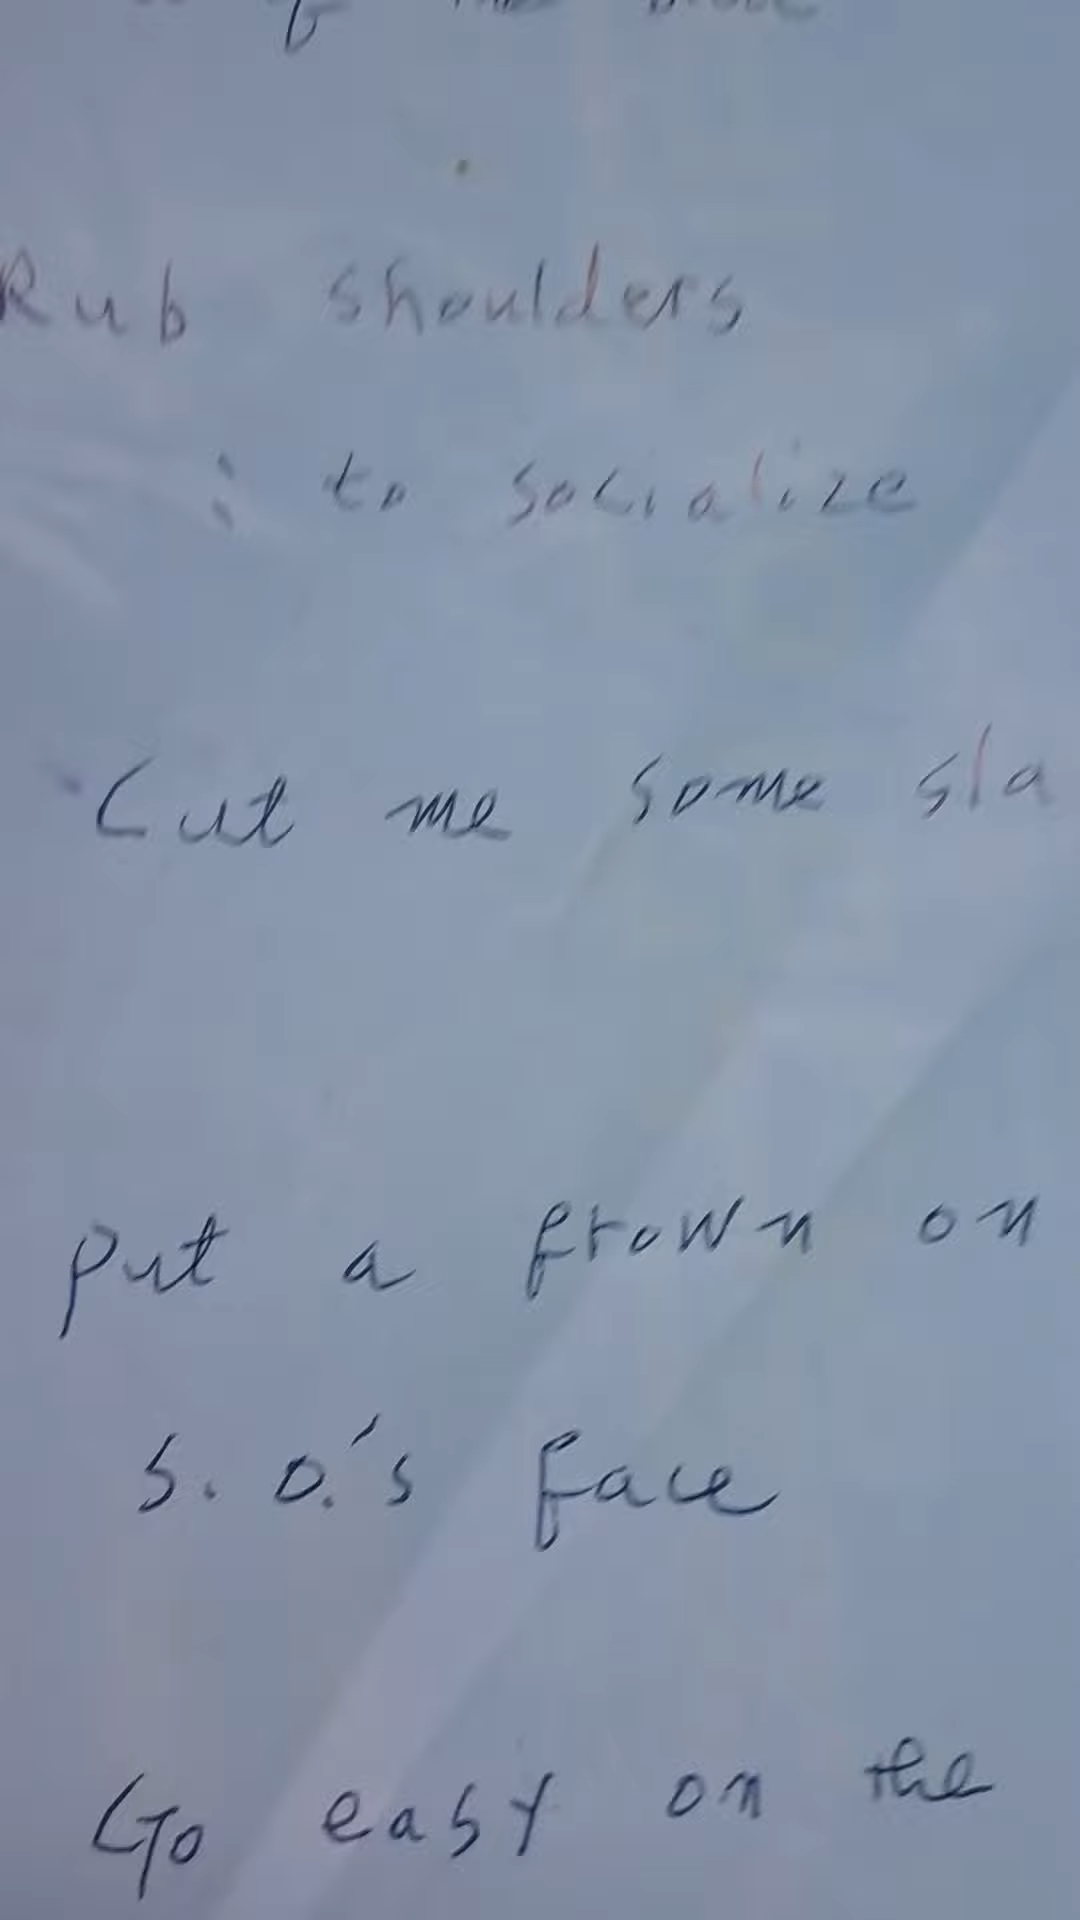 Rub shoulders
: to socialize
Cut me some sla
put a frown on
s.o.'s face
Go easy on the